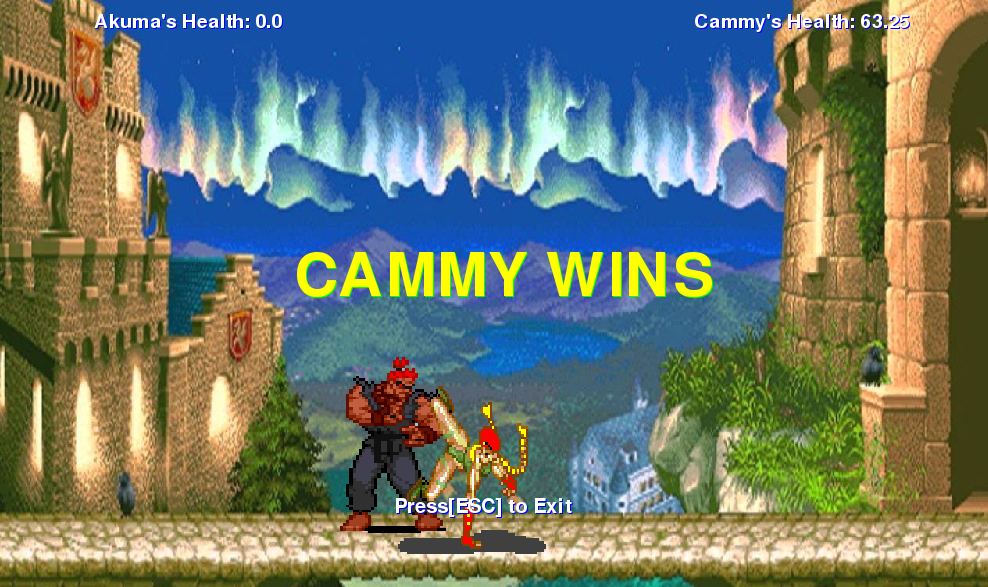 Akuma's Health: 0.0
Cammy's Health: 63.25
CAMMY WINS
Press[ESC] to Exit